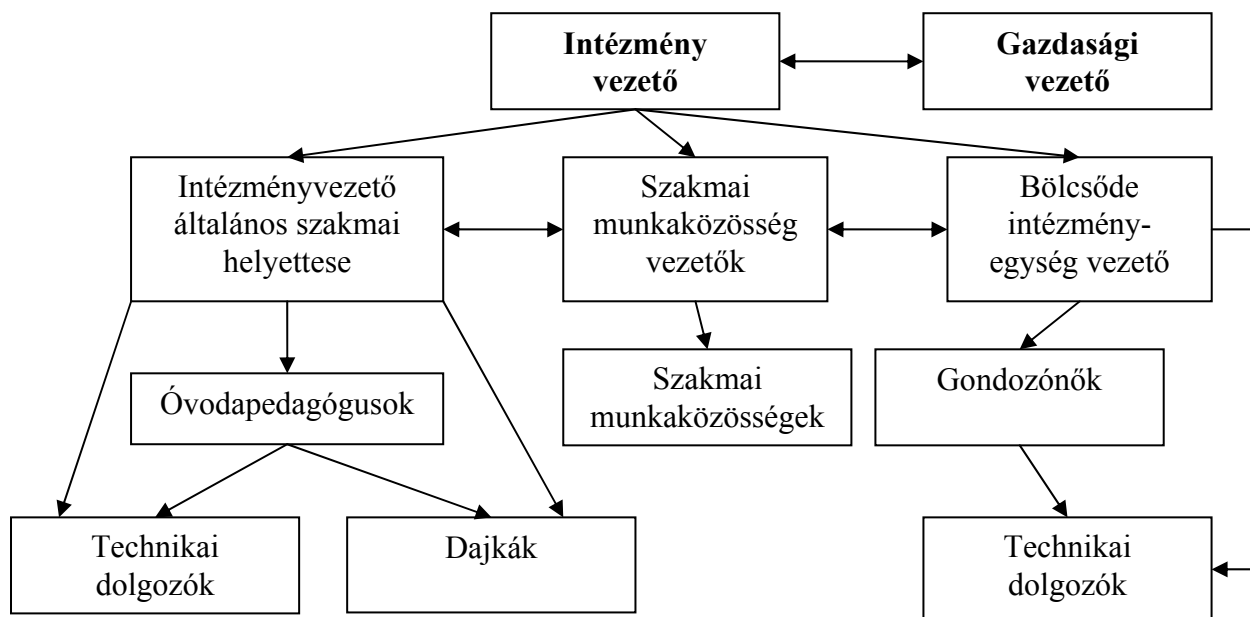 Intézmény
vezető
Gazdasági
vezető
Intézményvezető
általános szakmai
helyettese
Szakmai
munkaközösség
vezetők
Bölcsőde
intézmény-
egység vezető
Óvodapedagógusok
Szakmai
munkaközösségek
Gondozónők
Technikai
dolgozók
Dajkák
Technikai
dolgozók